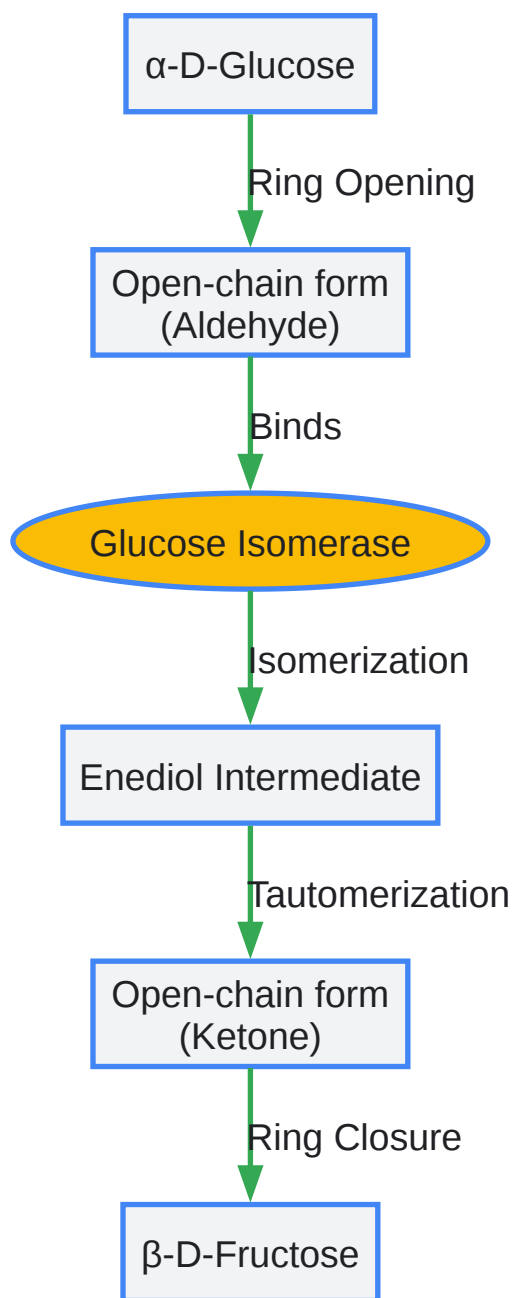 α-D-Glucose
Ring Opening
Open-chain form
(Aldehyde)
Binds
Glucose Isomerase
Isomerization
Enediol Intermediate
Tautomerization
Open-chain form
(Ketone)
Ring Closure
β-D-Fructose